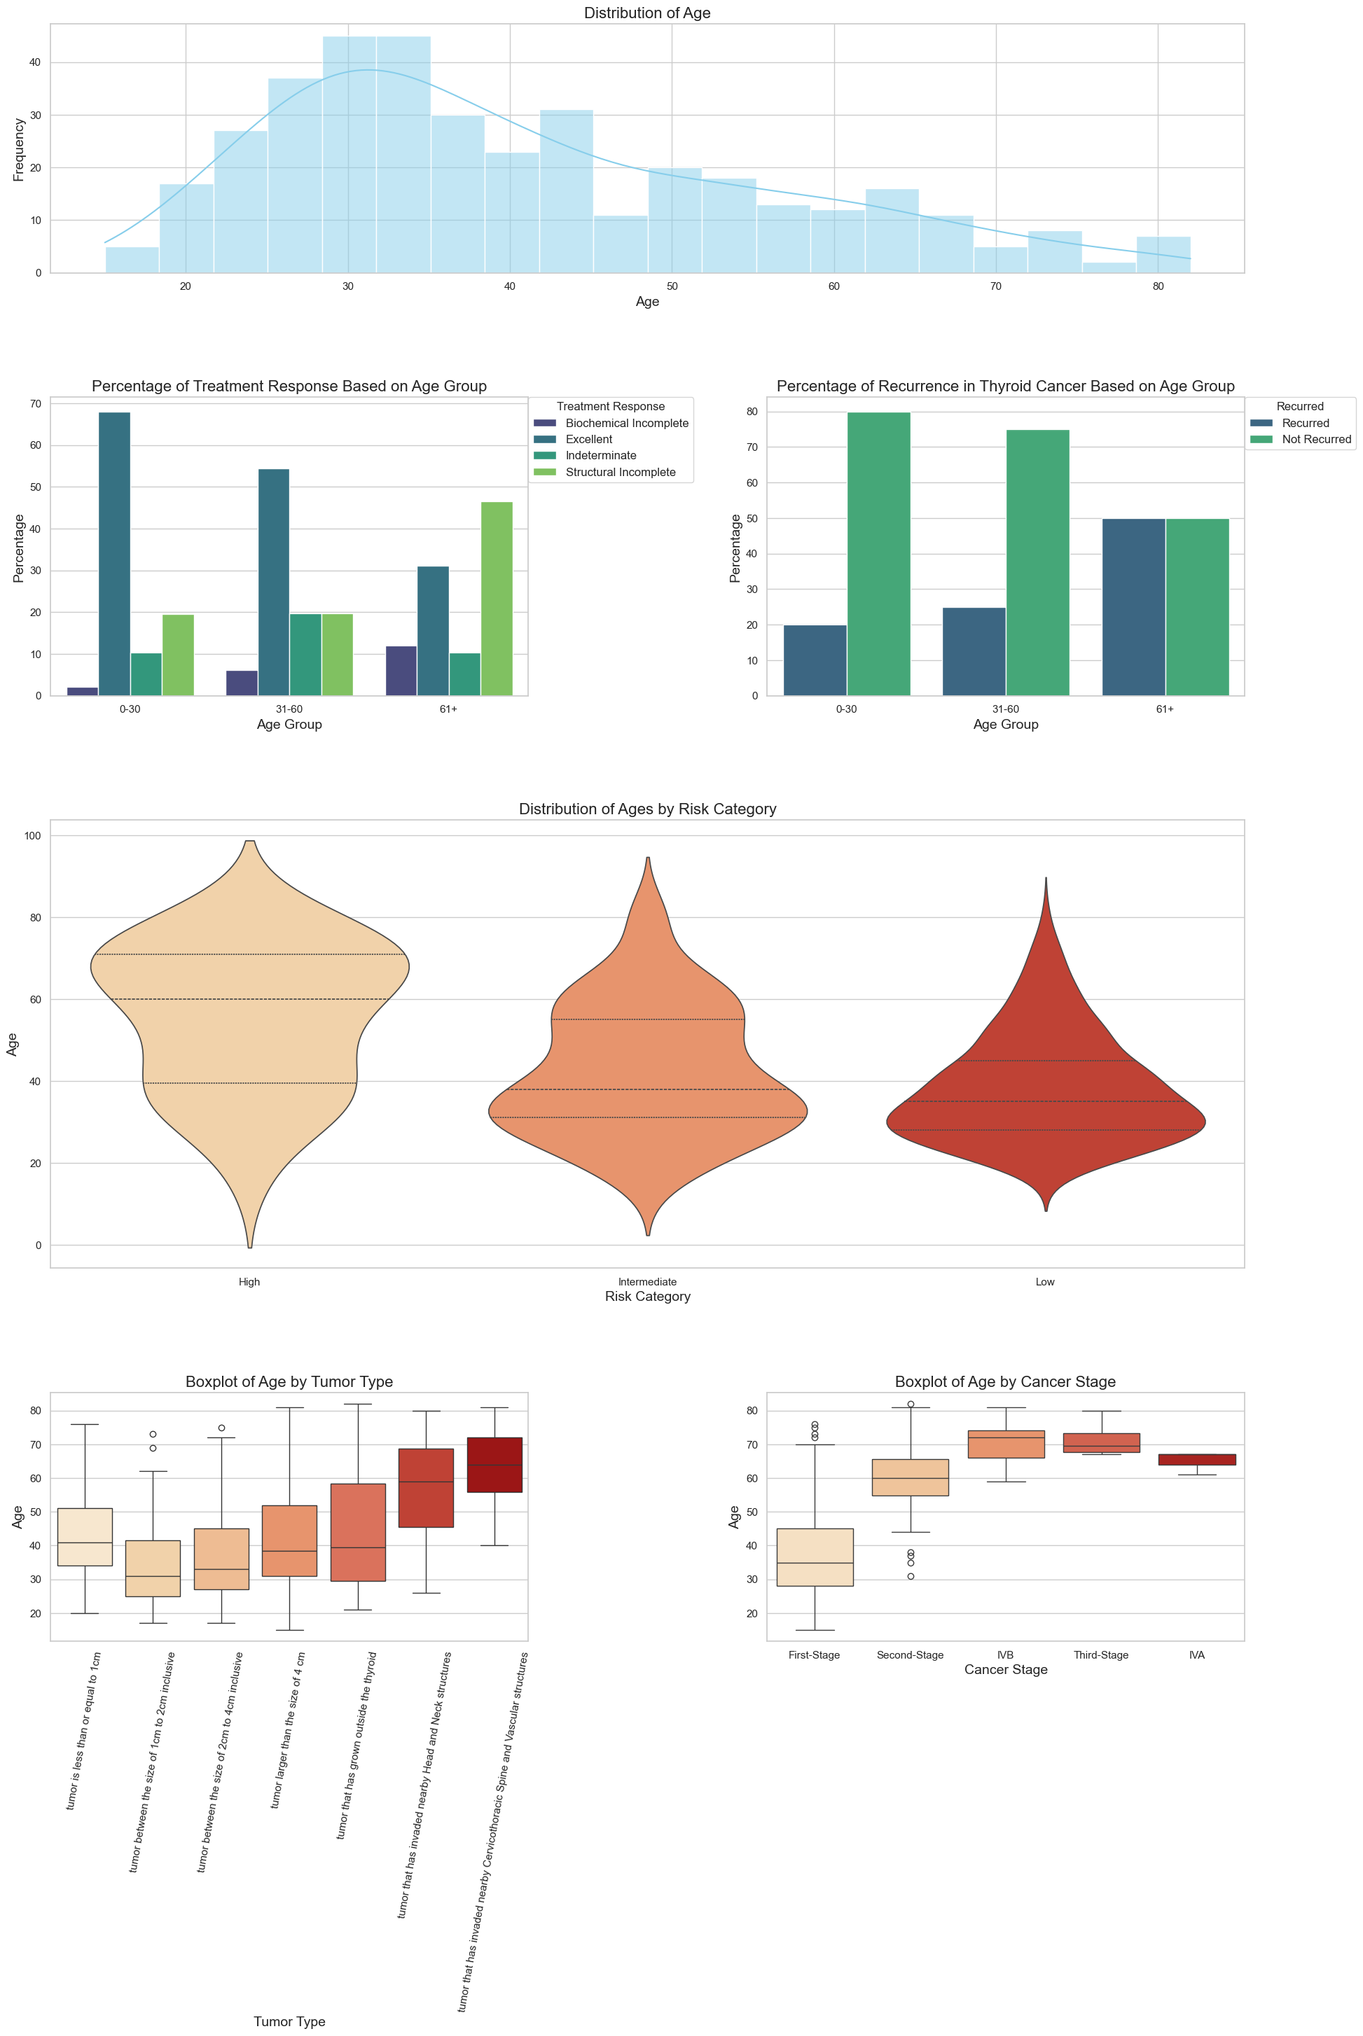 Distribution of Age
Frequency
40
30
20
10
0
20 30 40 50 60 70 80
Age
Percentage of Treatment Response Based on Age Group
Percentage
70
60
50
40
30
20
10
0
0-30 31-60 61+
Age Group
Treatment Response
Biochemical Incomplete
Excellent
Indeterminate
Structural Incomplete
Percentage of Recurrence in Thyroid Cancer Based on Age Group
Percentage
80
70
60
50
40
30
20
10
0
0-30 31-60 61+
Age Group
Recurred
Recurred
Not Recurred
Distribution of Ages by Risk Category
Age
100
80
60
40
20
0
High Intermediate Low
Risk Category
Boxplot of Age by Tumor Type
Age
80
70
60
50
40
30
20
tumor is less than or equal to 1cm
tumor between the size of 1cm to 2cm inclusive
tumor between the size of 2cm to 4cm inclusive
tumor larger than the size of 4 cm
tumor that has grown outside the thyroid
tumor that has invaded nearby Head and Neck structures
tumor that has invaded nearby Cervicothoracic Spine and Vascular structures
Tumor Type
Boxplot of Age by Cancer Stage
Age
80
70
60
50
40
30
20
First-Stage Second-Stage IVB Third-Stage IVA
Cancer Stage